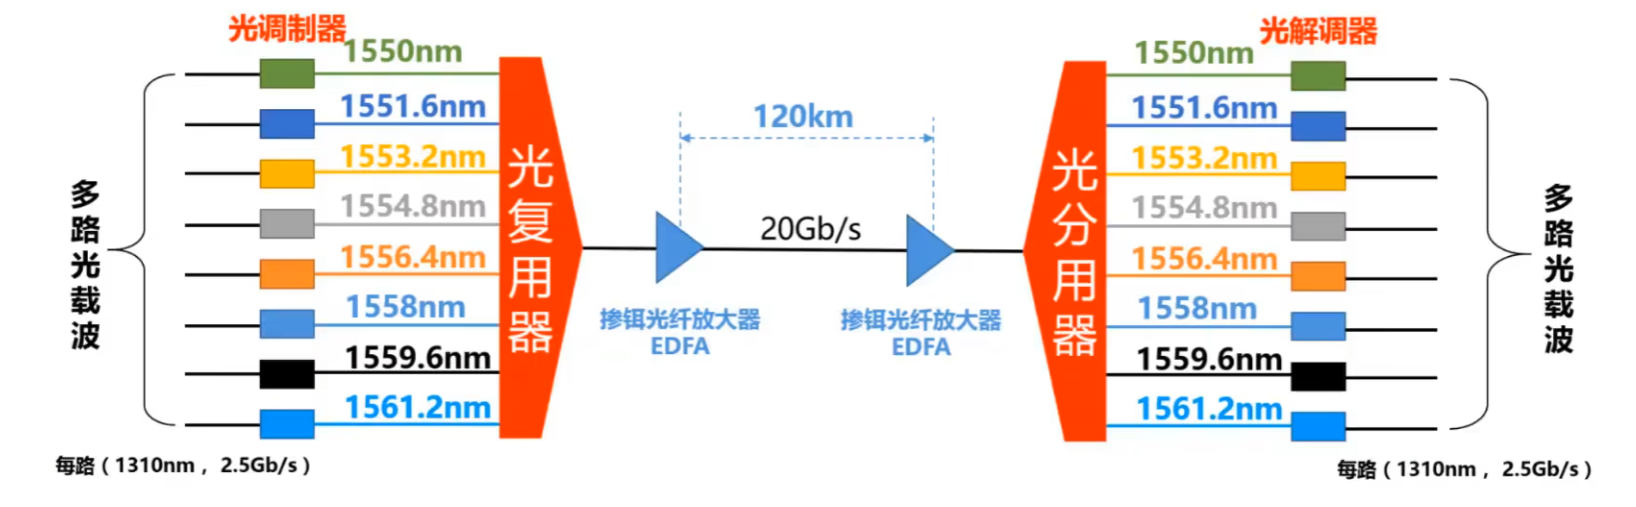 光调制器
1550nm
1551.6nm
1553.2nm
1554.8nm
1556.4nm
1558nm
1559.6nm
1561.2nm
多路光载波
每路（1310nm， 2.5Gb/s）
光复用器
120km
20Gb/s
掺铒光纤放大器
EDFA
掺铒光纤放大器
EDFA
光分用器
光解调器
1550nm
1551.6nm
1553.2nm
1554.8nm
1556.4nm
1558nm
1559.6nm
1561.2nm
多路光载波
每路（1310nm， 2.5Gb/s）